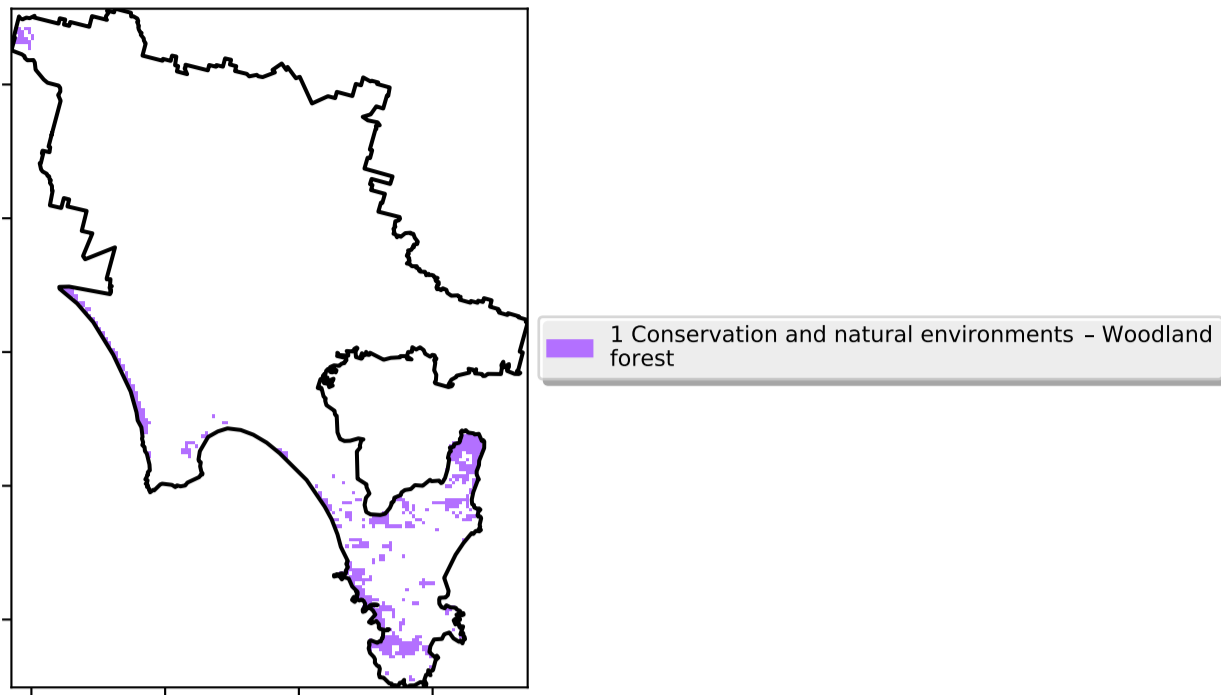 1 Conservation and natural environments – Woodland
forest